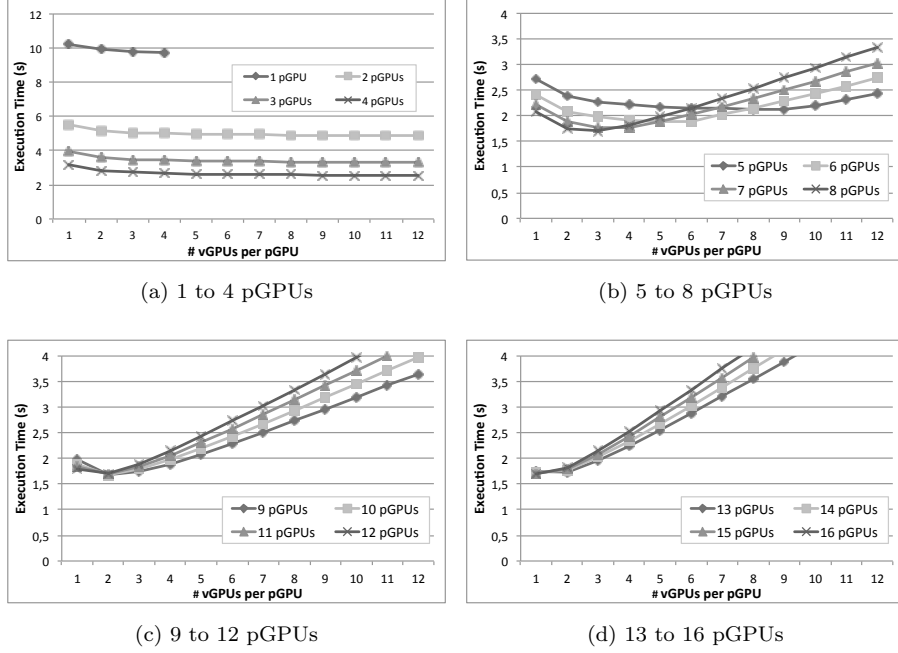 12
10
8
6
4
2
0
Execution Time (s)
1 pGPU 2 pGPUs
3 pGPUs 4 pGPUs
1 2 3 4 5 6 7 8 9 10 11 12
# vGPUs per pGPU
(a) 1 to 4 pGPUs
4
3,5
3
2,5
2
1,5
1
0,5
0
Execution Time (s)
5 pGPUs 6 pGPUs
7 pGPUs 8 pGPUs
1 2 3 4 5 6 7 8 9 10 11 12
# vGPUs per pGPU
(b) 5 to 8 pGPUs
4
3,5
3
2,5
2
1,5
1
0,5
0
Execution Time (s)
9 pGPUs 10 pGPUs
11 pGPUs 12 pGPUs
1 2 3 4 5 6 7 8 9 10 11 12
# vGPUs per pGPU
(c) 9 to 12 pGPUs
4
3,5
3
2,5
2
1,5
1
0,5
0
Execution Time (s)
13 pGPUs 14 pGPUs
15 pGPUs 16 pGPUs
1 2 3 4 5 6 7 8 9 10 11 12
# vGPUs per pGPU
(d) 13 to 16 pGPUs